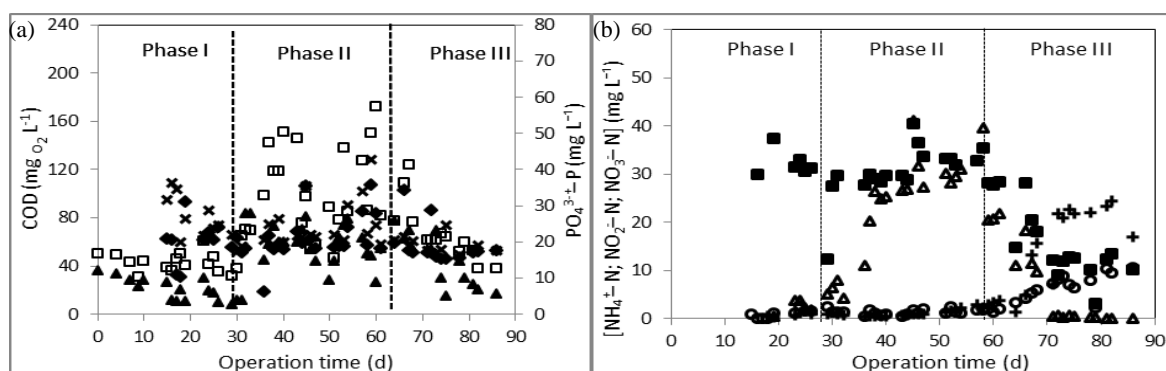 (a)
240
200
160
120
80
40
0
COD (mg O2 L-1)
Phase I
Phase II
Phase III
80
70
60
50
40
30
20
10
0
PO4 3-- P (mg L-1)
0 10 20 30 40 50 60 70 80 90
Operation time (d)
(b)
60
50
40
30
20
10
0
[NH4+- N; NO2-- N; NO3-- N] (mg L-1)
Phase I
Phase II
Phase III
0 10 20 30 40 50 60 70 80 90
Operation time (d)